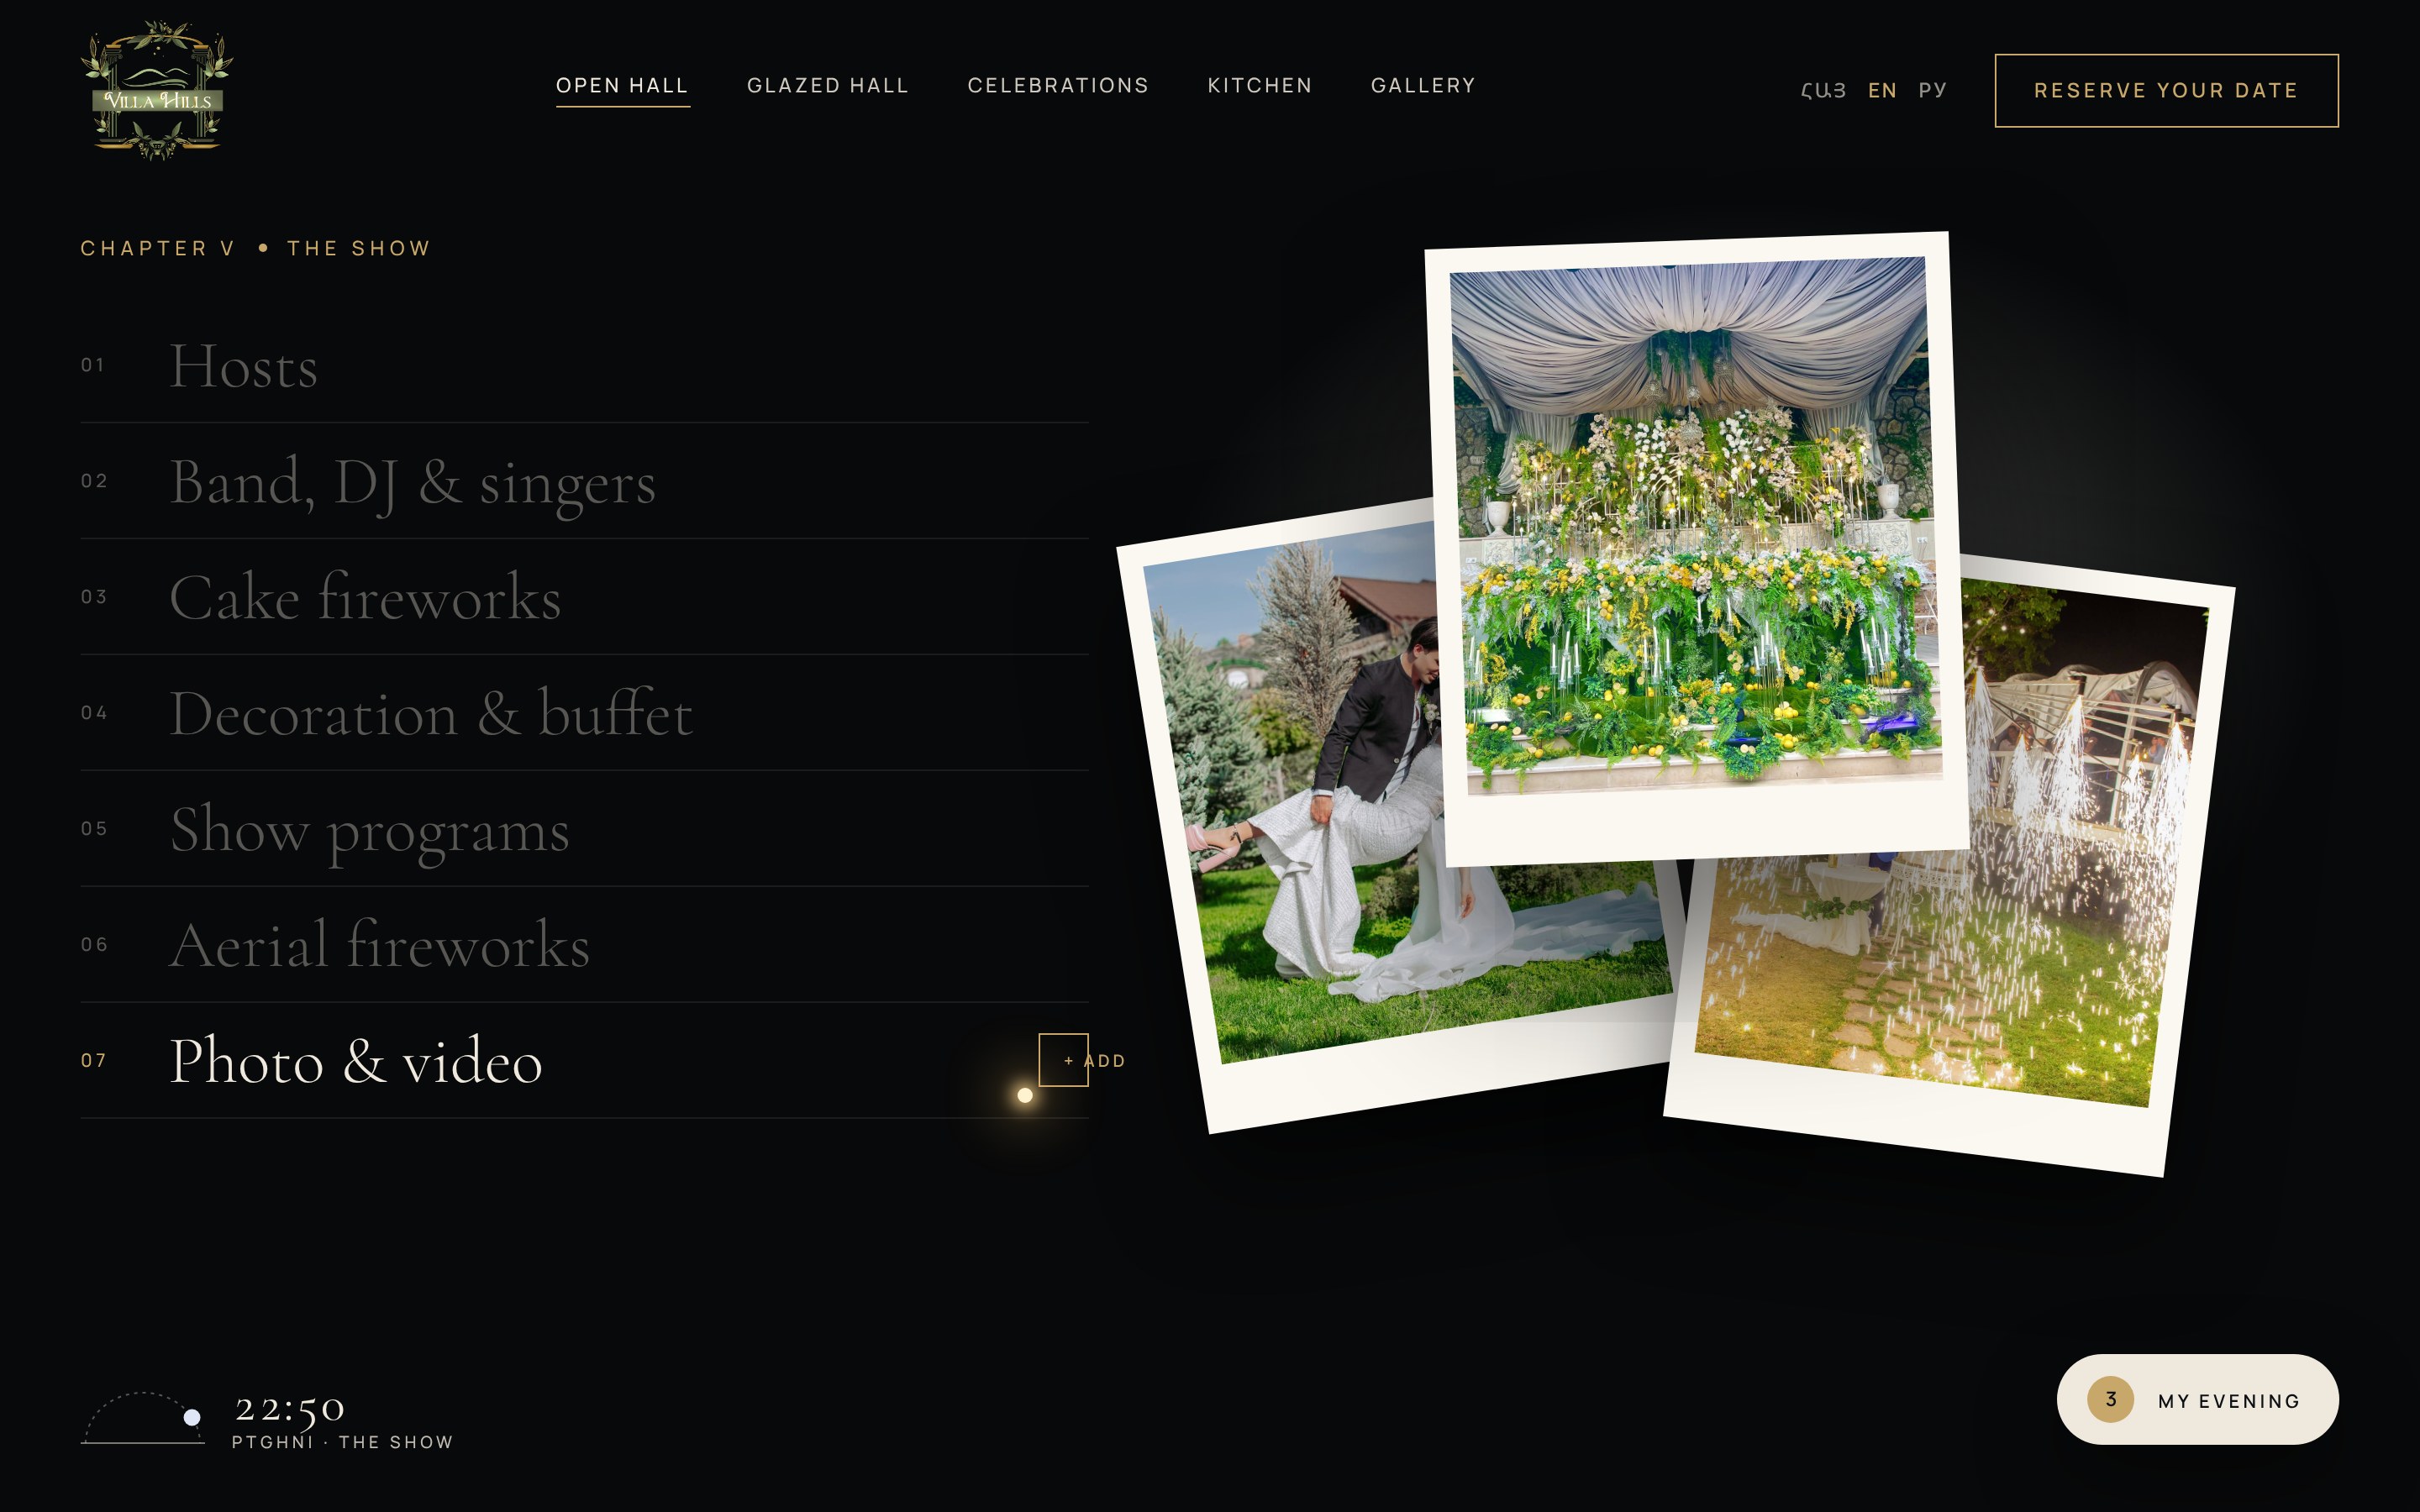 VILLA HILLS
OPEN HALL
GLAZED HALL
CELEBRATIONS
KITCHEN
GALLERY
ՀԱՅ EN РУ
RESERVE YOUR DATE
CHAPTER V • THE SHOW
01 Hosts
02 Band, DJ & singers
03 Cake fireworks
04 Decoration & buffet
05 Show programs
06 Aerial fireworks
07 Photo & video
+ ADD
22:50
PTGHNI · THE SHOW
3 MY EVENING